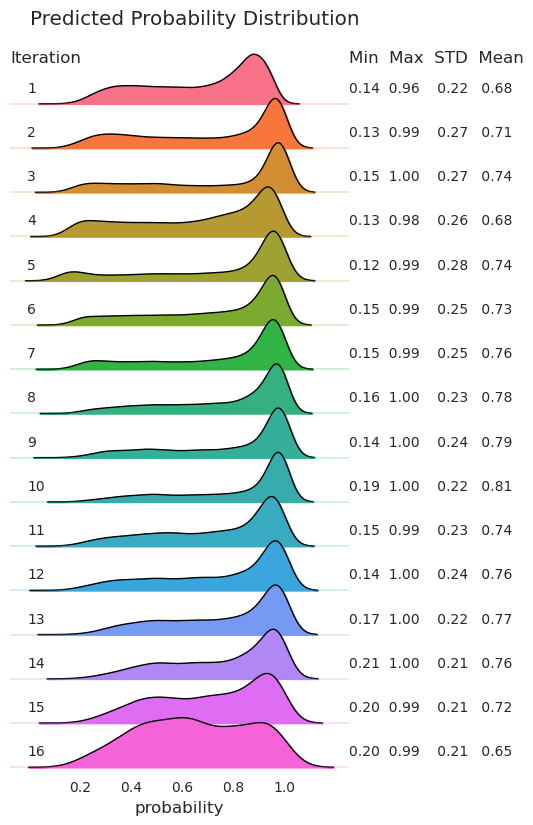 Predicted Probability Distribution
Iteration Min Max STD Mean
1 0.14 0.96 0.22 0.68
2 0.13 0.99 0.27 0.71
3 0.15 1.00 0.27 0.74
4 0.13 0.98 0.26 0.68
5 0.12 0.99 0.28 0.74
6 0.15 0.99 0.25 0.73
7 0.15 0.99 0.25 0.76
8 0.16 1.00 0.23 0.78
9 0.14 1.00 0.24 0.79
10 0.19 1.00 0.22 0.81
11 0.15 0.99 0.23 0.74
12 0.14 1.00 0.24 0.76
13 0.17 1.00 0.22 0.77
14 0.21 1.00 0.21 0.76
15 0.20 0.99 0.21 0.72
16 0.20 0.99 0.21 0.65
0.2 0.4 0.6 0.8 1.0
probability